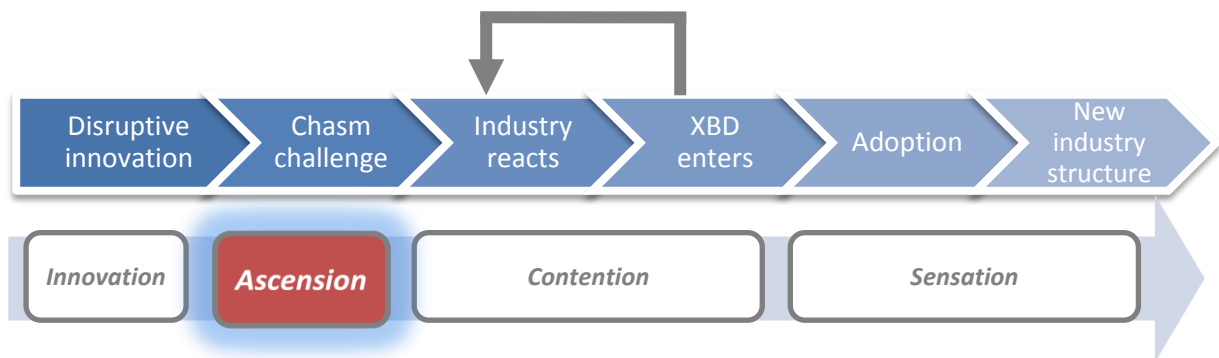 Disruptive
innovation
Chasm
challenge
Industry
reacts
XBD
enters
Adoption
New
industry
structure
Innovation
Ascension
Contention
Sensation